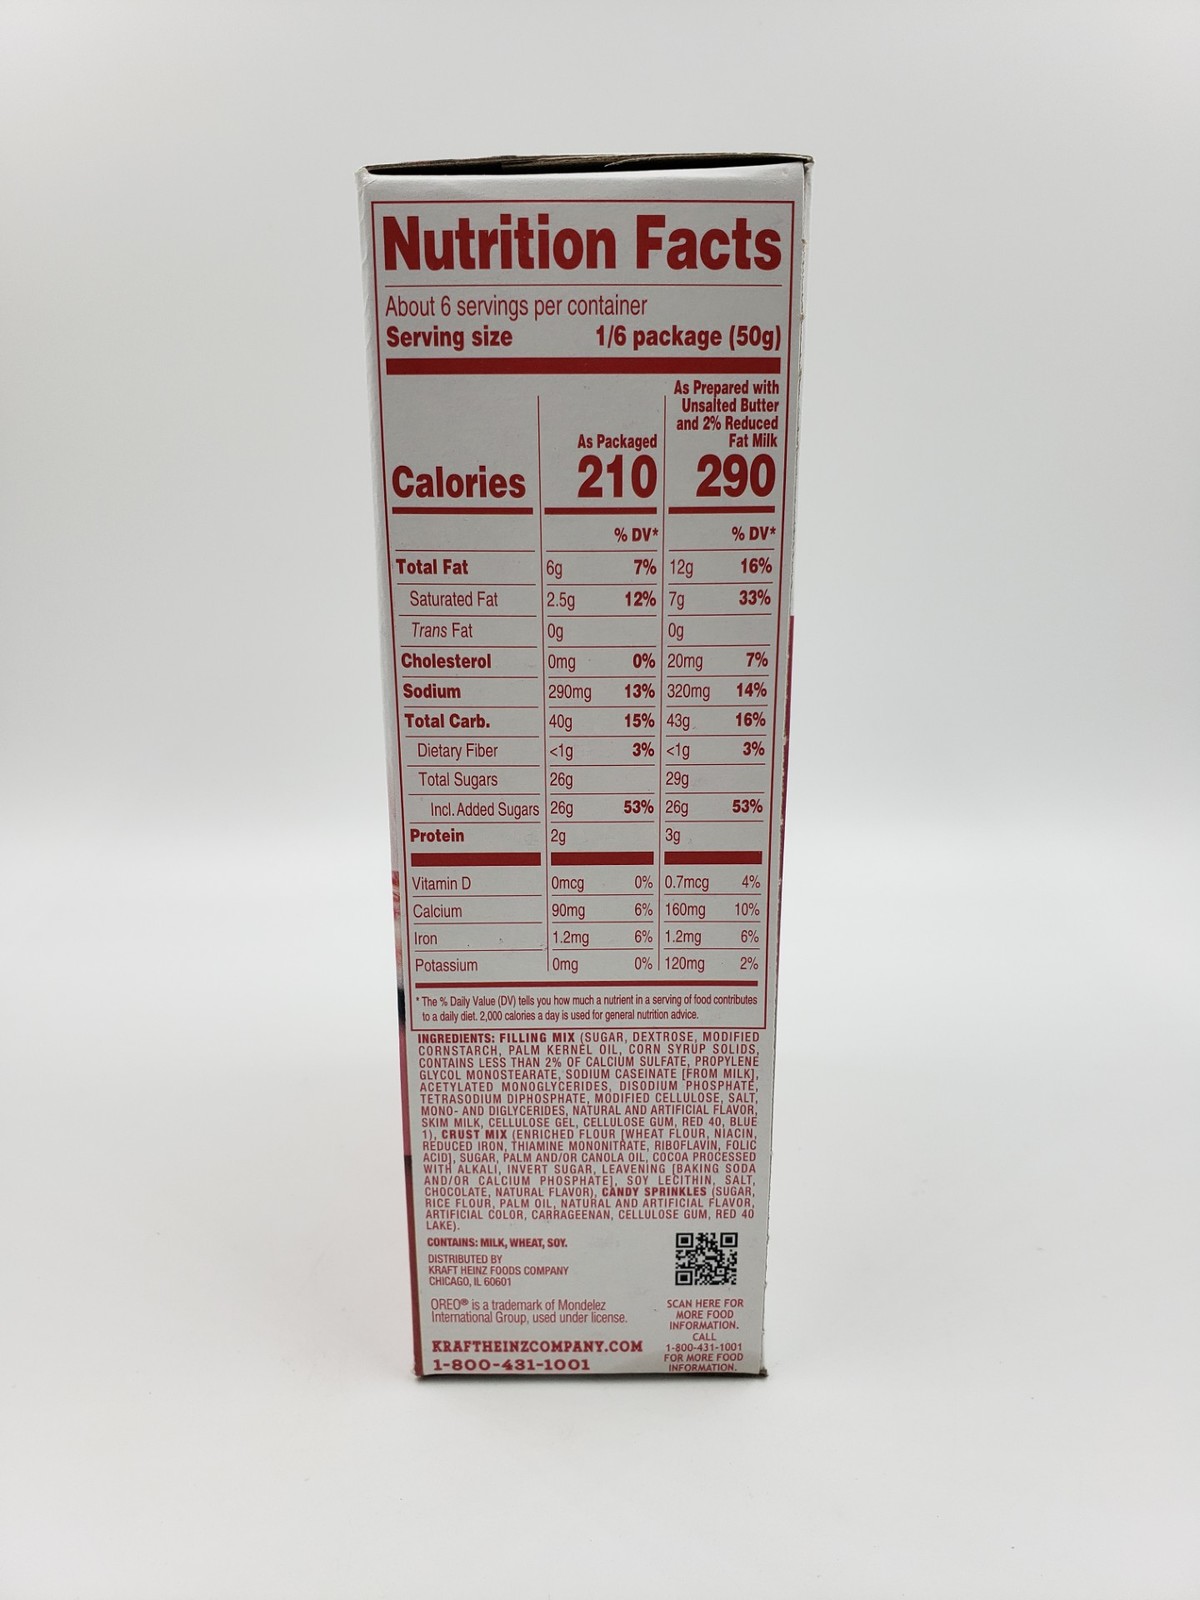 Nutrition Facts
About 6 servings per container
Serving size 1/6 package (50g)
As Prepared with
Unsalted Butter
and 2% Reduced
As Packaged Fat Milk
Calories 210 290
% DV* % DV*
Total Fat 6g 7% 12g 16%
Saturated Fat 2.5g 12% 7g 33%
Trans Fat 0g 0g
Cholesterol 0mg 0% 20mg 7%
Sodium 290mg 13% 320mg 14%
Total Carb. 40g 15% 43g 16%
Dietary Fiber <1g 3% <1g 3%
Total Sugars 26g 29g
Incl. Added Sugars 26g 53% 26g 53%
Protein 2g 3g
Vitamin D 0mcg 0% 0.7mcg 4%
Calcium 90mg 6% 160mg 10%
Iron 1.2mg 6% 1.2mg 6%
Potassium 0mg 0% 120mg 2%
* The % Daily Value (DV) tells you how much a nutrient in a serving of food contributes
to a daily diet. 2,000 calories a day is used for general nutrition advice.
INGREDIENTS: FILLING MIX (SUGAR, DEXTROSE, MODIFIED
CORNSTARCH, PALM KERNEL OIL, CORN SYRUP SOLIDS,
CONTAINS LESS THAN 2% OF CALCIUM SULFATE, PROPYLENE
GLYCOL MONOSTEARATE, SODIUM CASEINATE [FROM MILK],
ACETYLATED MONOGLYCERIDES, DISODIUM PHOSPHATE,
TETRASODIUM DIPHOSPHATE, MODIFIED CELLULOSE, SALT,
MONO- AND DIGLYCERIDES, NATURAL AND ARTIFICIAL FLAVOR,
SKIM MILK, CELLULOSE GEL, CELLULOSE GUM, RED 40, BLUE
1), CRUST MIX (ENRICHED FLOUR [WHEAT FLOUR, NIACIN,
REDUCED IRON, THIAMINE MONONITRATE, RIBOFLAVIN, FOLIC
ACID], SUGAR, PALM AND/OR CANOLA OIL, COCOA PROCESSED
WITH ALKALI, INVERT SUGAR, LEAVENING [BAKING SODA
AND/OR CALCIUM PHOSPHATE], SOY LECITHIN, SALT,
CHOCOLATE, NATURAL FLAVOR), CANDY SPRINKLES (SUGAR,
RICE FLOUR, PALM OIL, NATURAL AND ARTIFICIAL FLAVOR,
ARTIFICIAL COLOR, CARRAGEENAN, CELLULOSE GUM, RED 40
LAKE).
CONTAINS: MILK, WHEAT, SOY.
DISTRIBUTED BY
KRAFT HEINZ FOODS COMPANY
CHICAGO, IL 60601
OREO® is a trademark of Mondelez
International Group, used under license.
KRAFTHEINZCOMPANY.COM
1-800-431-1001
SCAN HERE FOR
MORE FOOD
INFORMATION.
CALL
1-800-431-1001
FOR MORE FOOD
INFORMATION.